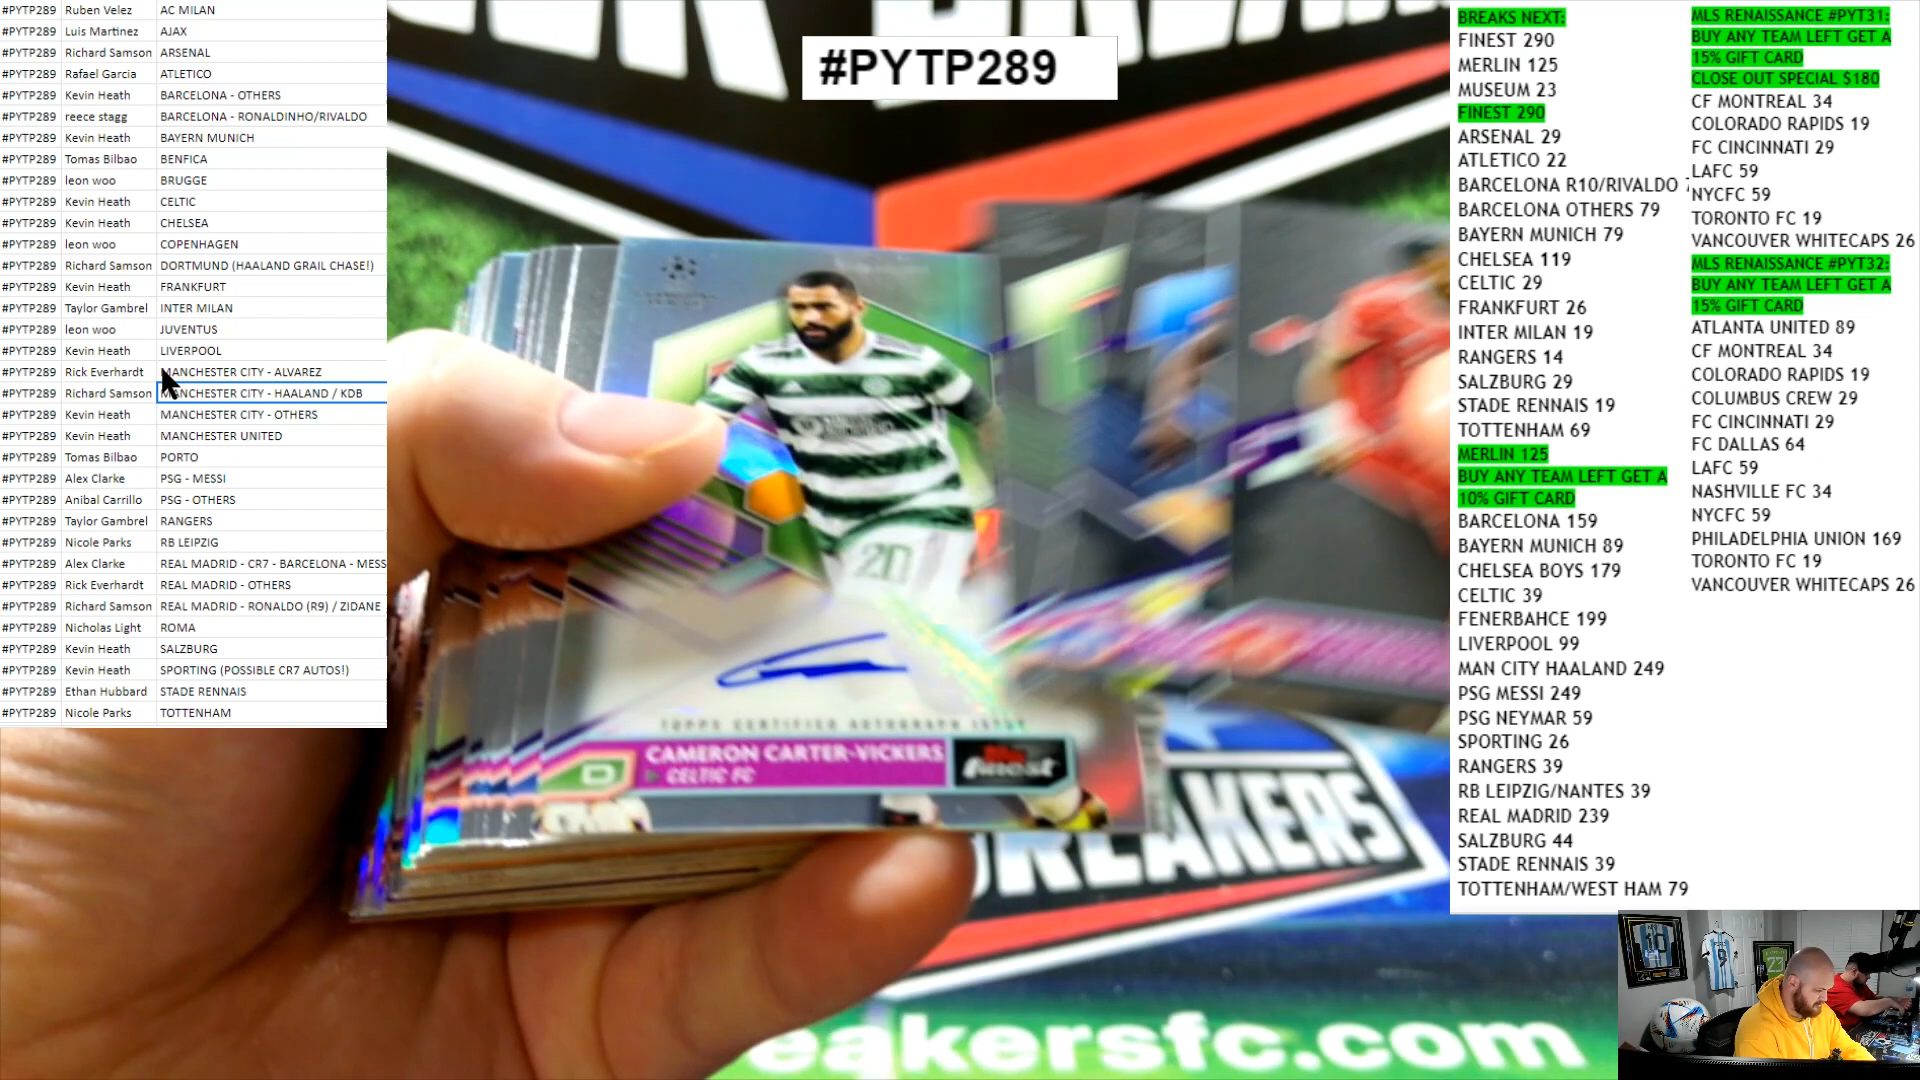 #PYTP289 Ruben Velez AC MILAN
#PYTP289 Luis Martinez AJAX
#PYTP289 Richard Samson ARSENAL
#PYTP289 Rafael Garcia ATLETICO
#PYTP289 Kevin Heath BARCELONA - OTHERS
#PYTP289 reece stagg BARCELONA - RONALDINHO/RIVALDO
#PYTP289 Kevin Heath BAYERN MUNICH
#PYTP289 Tomas Bilbao BENFICA
#PYTP289 leon woo BRUGGE
#PYTP289 Kevin Heath CELTIC
#PYTP289 Kevin Heath CHELSEA
#PYTP289 leon woo COPENHAGEN
#PYTP289 Richard Samson DORTMUND (HAALAND GRAIL CHASE!)
#PYTP289 Kevin Heath FRANKFURT
#PYTP289 Taylor Gambrel INTER MILAN
#PYTP289 leon woo JUVENTUS
#PYTP289 Kevin Heath LIVERPOOL
#PYTP289 Rick Everhardt MANCHESTER CITY - ALVAREZ
#PYTP289 Richard Samson MANCHESTER CITY - HAALAND / KDB
#PYTP289 Kevin Heath MANCHESTER CITY - OTHERS
#PYTP289 Kevin Heath MANCHESTER UNITED
#PYTP289 Tomas Bilbao PORTO
#PYTP289 Alex Clarke PSG - MESSI
#PYTP289 Anibal Carrillo PSG - OTHERS
#PYTP289 Taylor Gambrel RANGERS
#PYTP289 Nicole Parks RB LEIPZIG
#PYTP289 Alex Clarke REAL MADRID - CR7 - BARCELONA - MESS
#PYTP289 Rick Everhardt REAL MADRID - OTHERS
#PYTP289 Richard Samson REAL MADRID - RONALDO (R9) / ZIDANE
#PYTP289 Nicholas Light ROMA
#PYTP289 Kevin Heath SALZBURG
#PYTP289 Kevin Heath SPORTING (POSSIBLE CR7 AUTOS!)
#PYTP289 Ethan Hubbard STADE RENNAIS
#PYTP289 Nicole Parks TOTTENHAM
#PYTP289
20
TOPPS CERTIFIED AUTOGRAPH ISSUE
D
CAMERON CARTER-VICKERS
CELTIC FC
finest
BREAKERS
eakersfc.com
BREAKS NEXT:
FINEST 290
MERLIN 125
MUSEUM 23
FINEST 290
ARSENAL 29
ATLETICO 22
BARCELONA R10/RIVALDO
BARCELONA OTHERS 79
BAYERN MUNICH 79
CHELSEA 119
CELTIC 29
FRANKFURT 26
INTER MILAN 19
RANGERS 14
SALZBURG 29
STADE RENNAIS 19
TOTTENHAM 69
MERLIN 125
BUY ANY TEAM LEFT GET A
10% GIFT CARD
BARCELONA 159
BAYERN MUNICH 89
CHELSEA BOYS 179
CELTIC 39
FENERBAHCE 199
LIVERPOOL 99
MAN CITY HAALAND 249
PSG MESSI 249
PSG NEYMAR 59
SPORTING 26
RANGERS 39
RB LEIPZIG/NANTES 39
REAL MADRID 239
SALZBURG 44
STADE RENNAIS 39
TOTTENHAM/WEST HAM 79
MLS RENAISSANCE #PYT31:
BUY ANY TEAM LEFT GET A
15% GIFT CARD
CLOSE OUT SPECIAL $180
CF MONTREAL 34
COLORADO RAPIDS 19
FC CINCINNATI 29
LAFC 59
NYCFC 59
TORONTO FC 19
VANCOUVER WHITECAPS 26
MLS RENAISSANCE #PYT32:
BUY ANY TEAM LEFT GET A
15% GIFT CARD
ATLANTA UNITED 89
CF MONTREAL 34
COLORADO RAPIDS 19
COLUMBUS CREW 29
FC CINCINNATI 29
FC DALLAS 64
LAFC 59
NASHVILLE FC 34
NYCFC 59
PHILADELPHIA UNION 169
TORONTO FC 19
VANCOUVER WHITECAPS 26
23